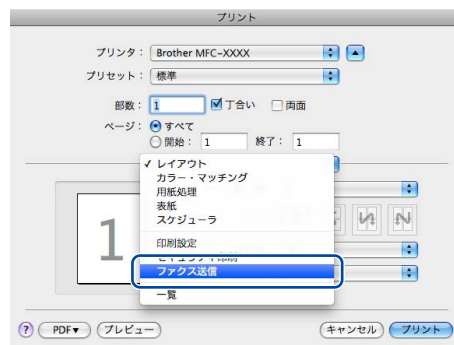 プリント
プリンタ： Brother MFC-XXXX
プリセット： 標準
部数： 1 丁合い 両面
ページ： すべて
開始： 1 終了： 1
✓ レイアウト
カラー・マッチング
用紙処理
表紙
スケジューラ
印刷設定
ファクス送信
一覧
1
? PDF▼ プレビュー キャンセル プリント